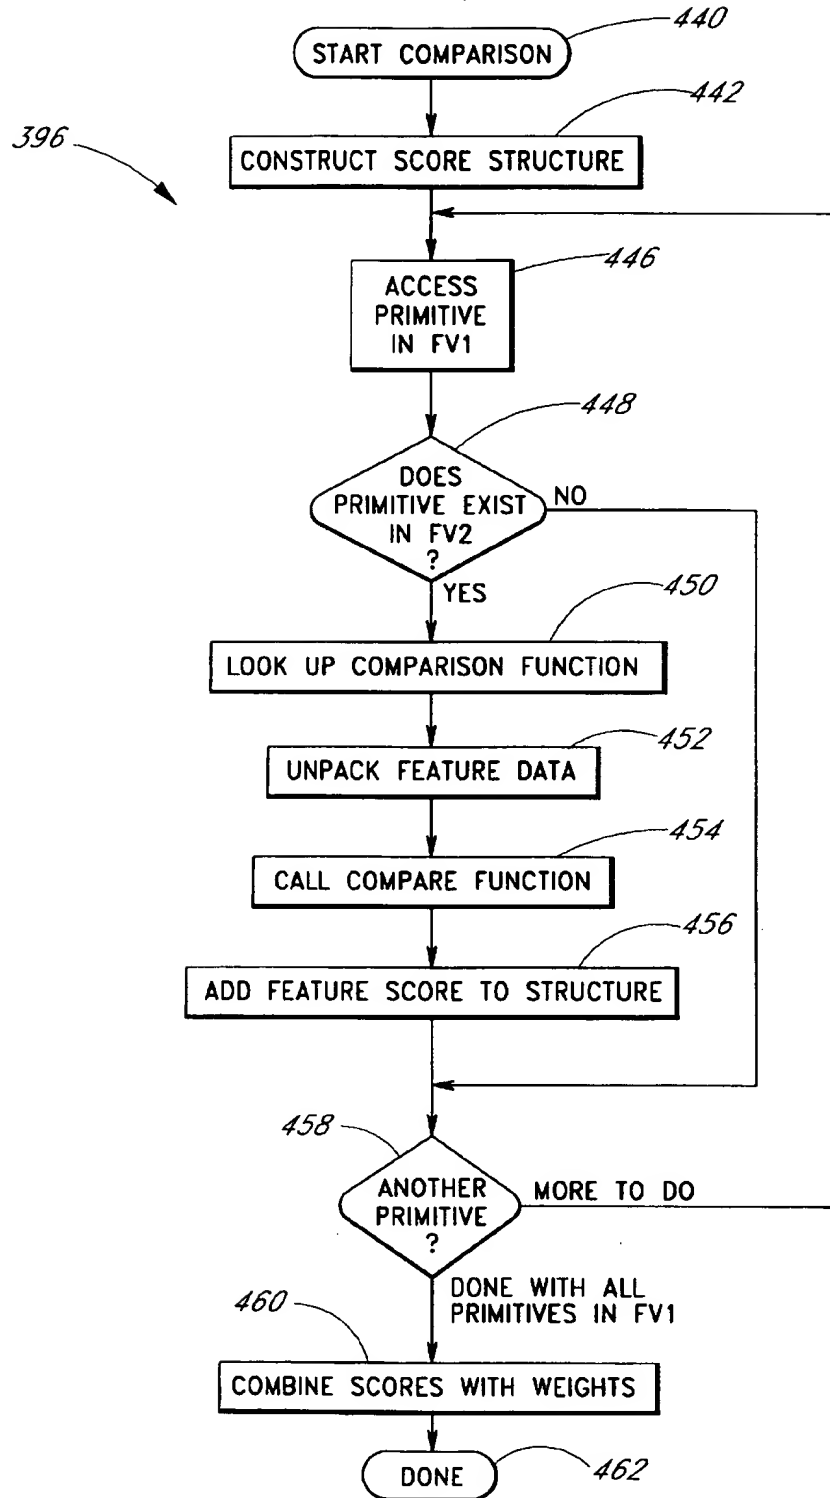 440
START COMPARISON
442
396
CONSTRUCT SCORE STRUCTURE
446
ACCESS
PRIMITIVE
IN FV1
448
DOES
PRIMITIVE EXIST
IN FV2
?
NO
YES
450
LOOK UP COMPARISON FUNCTION
452
UNPACK FEATURE DATA
454
CALL COMPARE FUNCTION
456
ADD FEATURE SCORE TO STRUCTURE
458
ANOTHER
PRIMITIVE
?
MORE TO DO
DONE WITH ALL
PRIMITIVES IN FV1
460
COMBINE SCORES WITH WEIGHTS
DONE
462